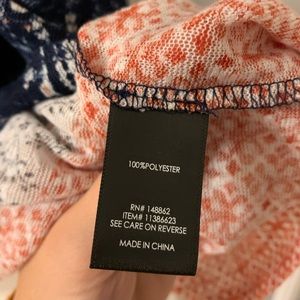 100%POLYESTER
RN# 148862
ITEM# 11386623
SEE CARE ON REVERSE
MADE IN CHINA